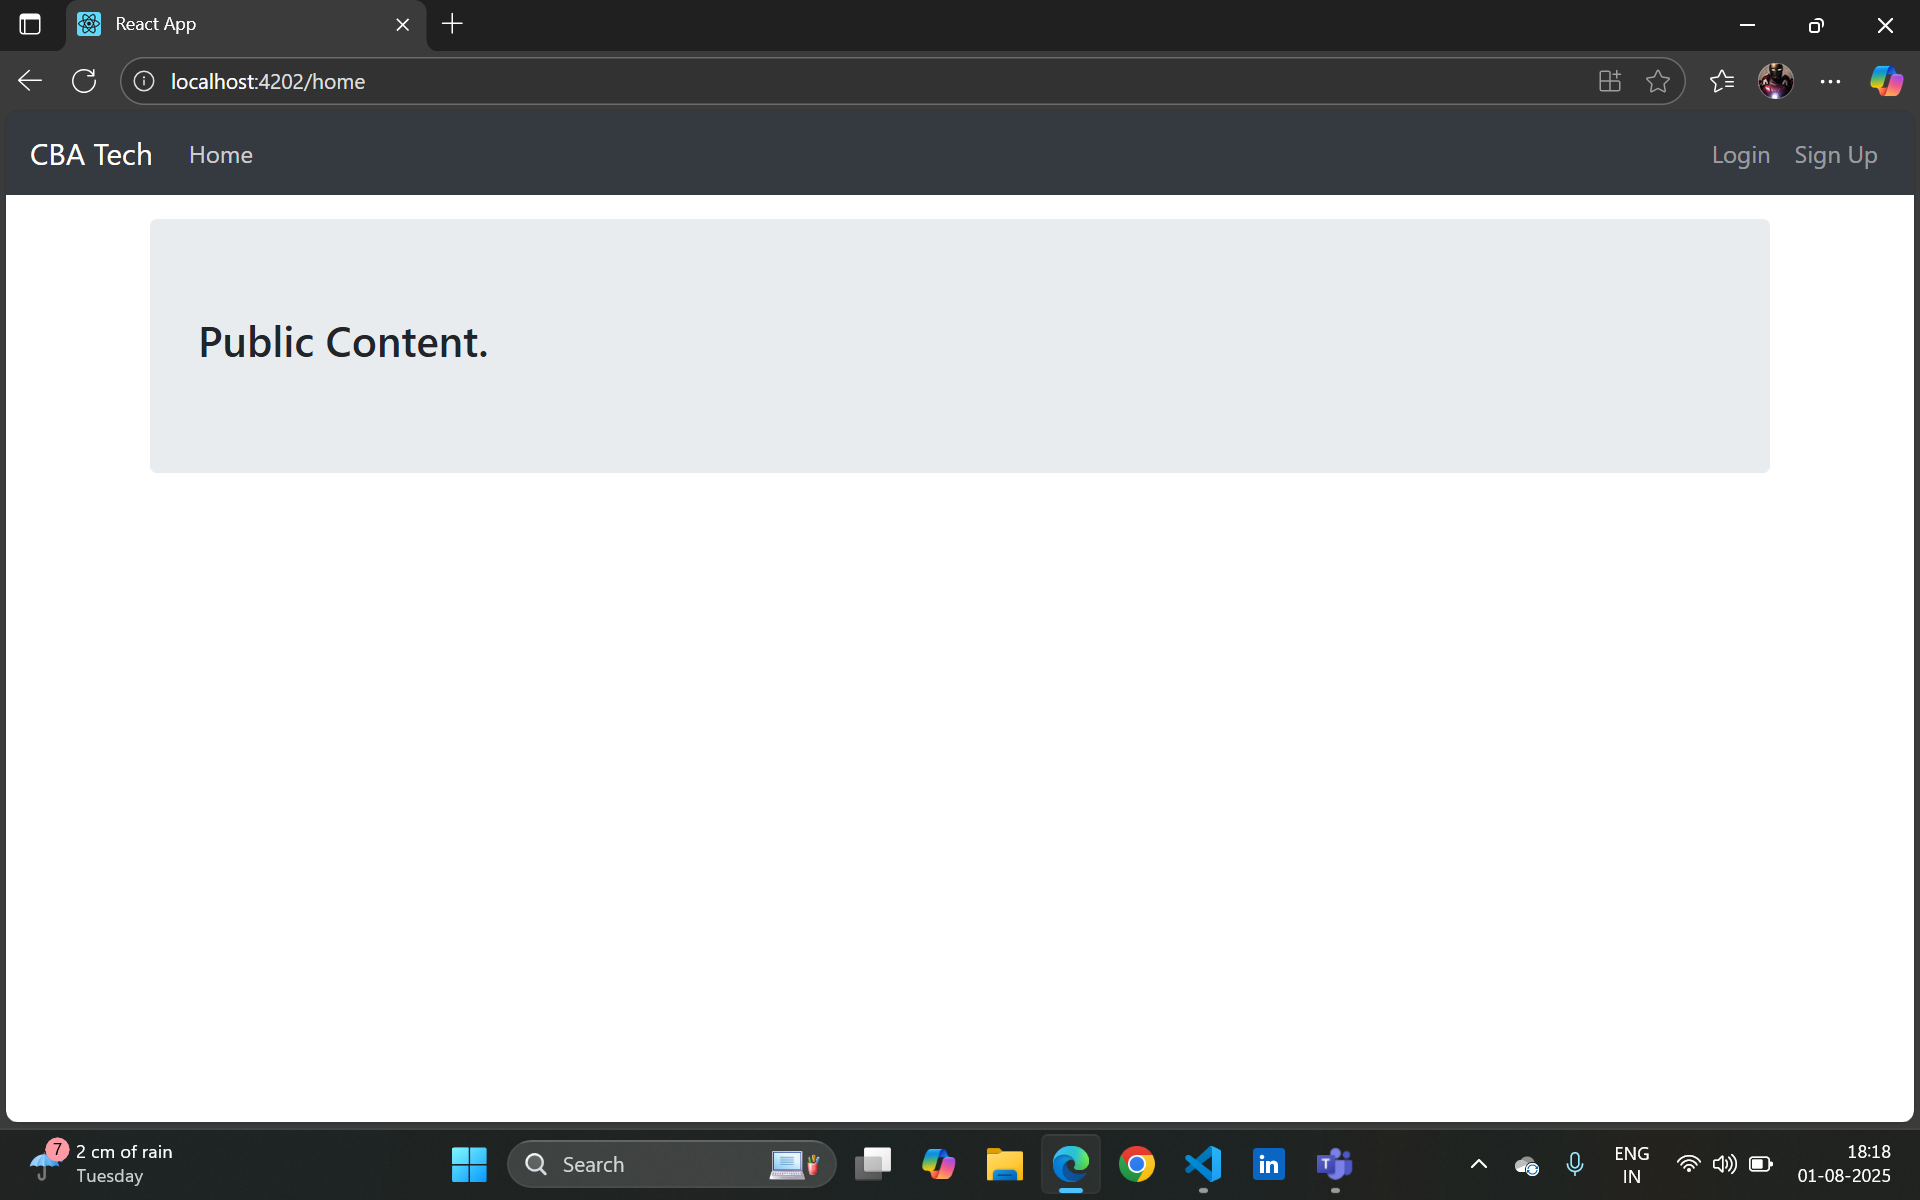 React App
localhost:4202/home
CBA Tech
Home
Login
Sign Up
Public Content.
7
2 cm of rain
Tuesday
Search
in
T
ENG
IN
18:18
01-08-2025